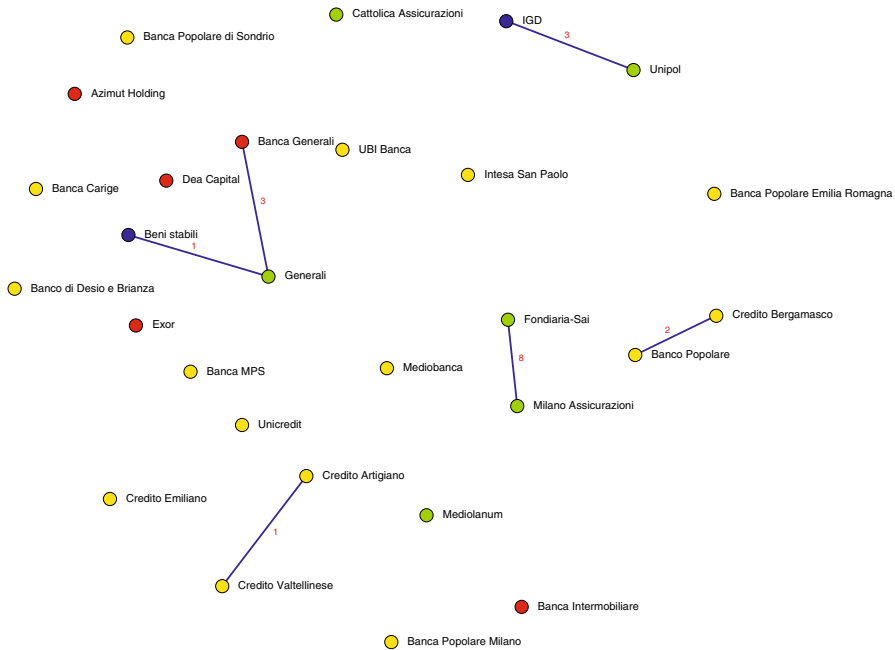 Cattolica Assicurazioni
IGD
Banca Popolare di Sondrio
3
Unipol
Azimut Holding
Banca Generali
UBI Banca
Intesa San Paolo
Dea Capital
Banca Carige
Banca Popolare Emilia Romagna
3
Beni stabili
1
Generali
Banco di Desio e Brianza
Credito Bergamasco
Fondiaria-Sai
Exor
2
Banco Popolare
8
Mediobanca
Banca MPS
Milano Assicurazioni
Unicredit
Credito Artigiano
Credito Emiliano
Mediolanum
1
Credito Valtellinese
Banca Intermobiliare
Banca Popolare Milano